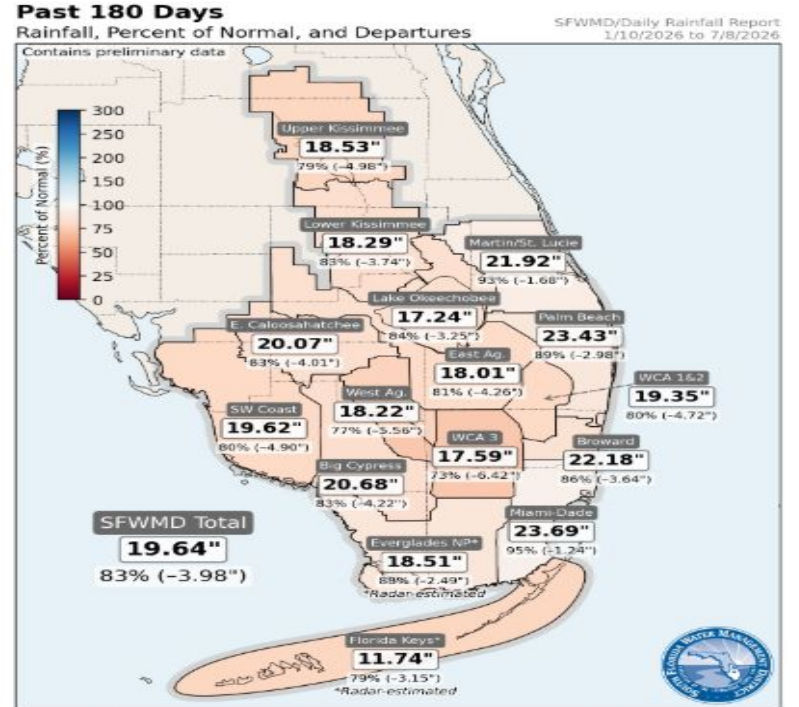 Past 180 Days
Rainfall, Percent of Normal, and Departures
SFWMD/Daily Rainfall Report
1/10/2026 to 7/8/2026
Contains preliminary data
300
250
200
150
100
75
50
25
0
Percent of Normal (%)
Upper Kissimmee
18.53"
79% (-4.98")
Lower Kissimmee
18.29"
83% (-3.74")
Martin/St. Lucie
21.92"
93% (-1.68")
Lake Okeechobee
17.24"
84% (-3.25")
Palm Beach
23.43"
89% (-2.98")
E. Caloosahatchee
20.07"
83% (-4.01")
East Ag.
18.01"
81% (-4.26")
WCA 1&2
19.35"
80% (-4.72")
West Ag.
18.22"
77% (-5.56")
SW Coast
19.62"
80% (-4.90")
WCA 3
17.59"
73% (-6.42")
Broward
22.18"
86% (-3.64")
Big Cypress
20.68"
83% (-4.22")
Miami-Dade
23.69"
95% (-1.24")
SFWMD Total
19.64"
83% (-3.98")
Everglades NP*
18.51"
88% (-2.49")
*Radar-estimated
Florida Keys*
11.74"
79% (-3.15")
*Radar-estimated
SOUTH FLORIDA WATER MANAGEMENT DISTRICT